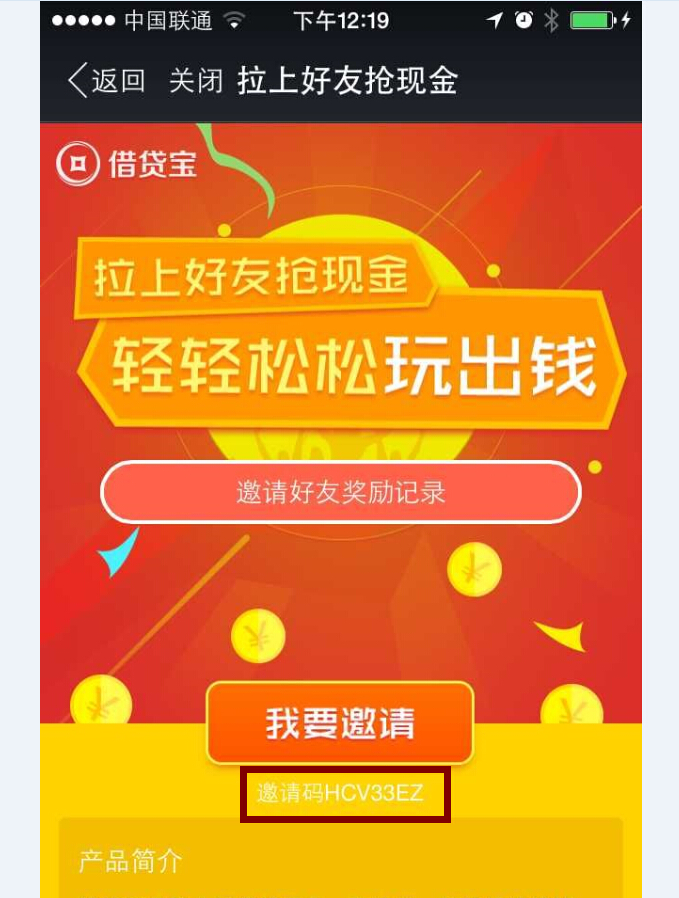 中国联通 下午12:19
返回 关闭 拉上好友抢现金
借贷宝
拉上好友抢现金
轻轻松松玩出钱
邀请好友奖励记录
我要邀请
邀请码HCV33EZ
产品简介